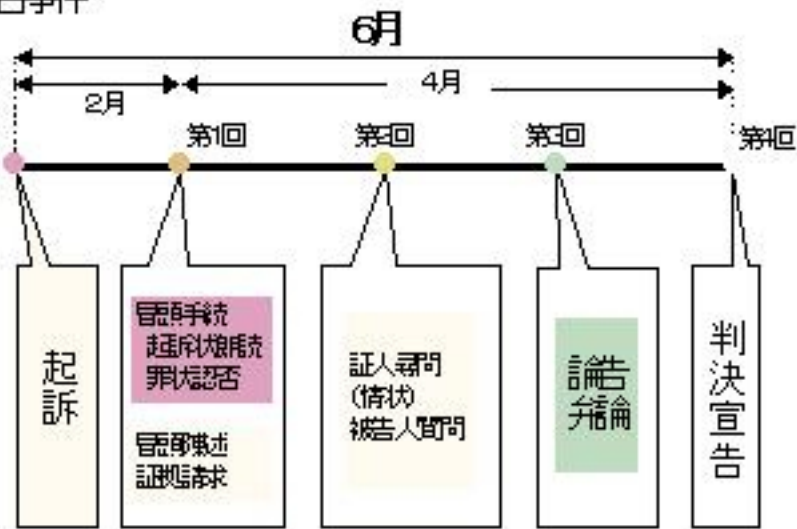 6月
2月
4月
第1回
第2回
第3回
第4回
起訴
冒頭手続
起訴状朗読
罪状認否
冒頭陳述
証拠請求
証人尋問
(情状)
被告人質問
論告
弁論
判決宣告